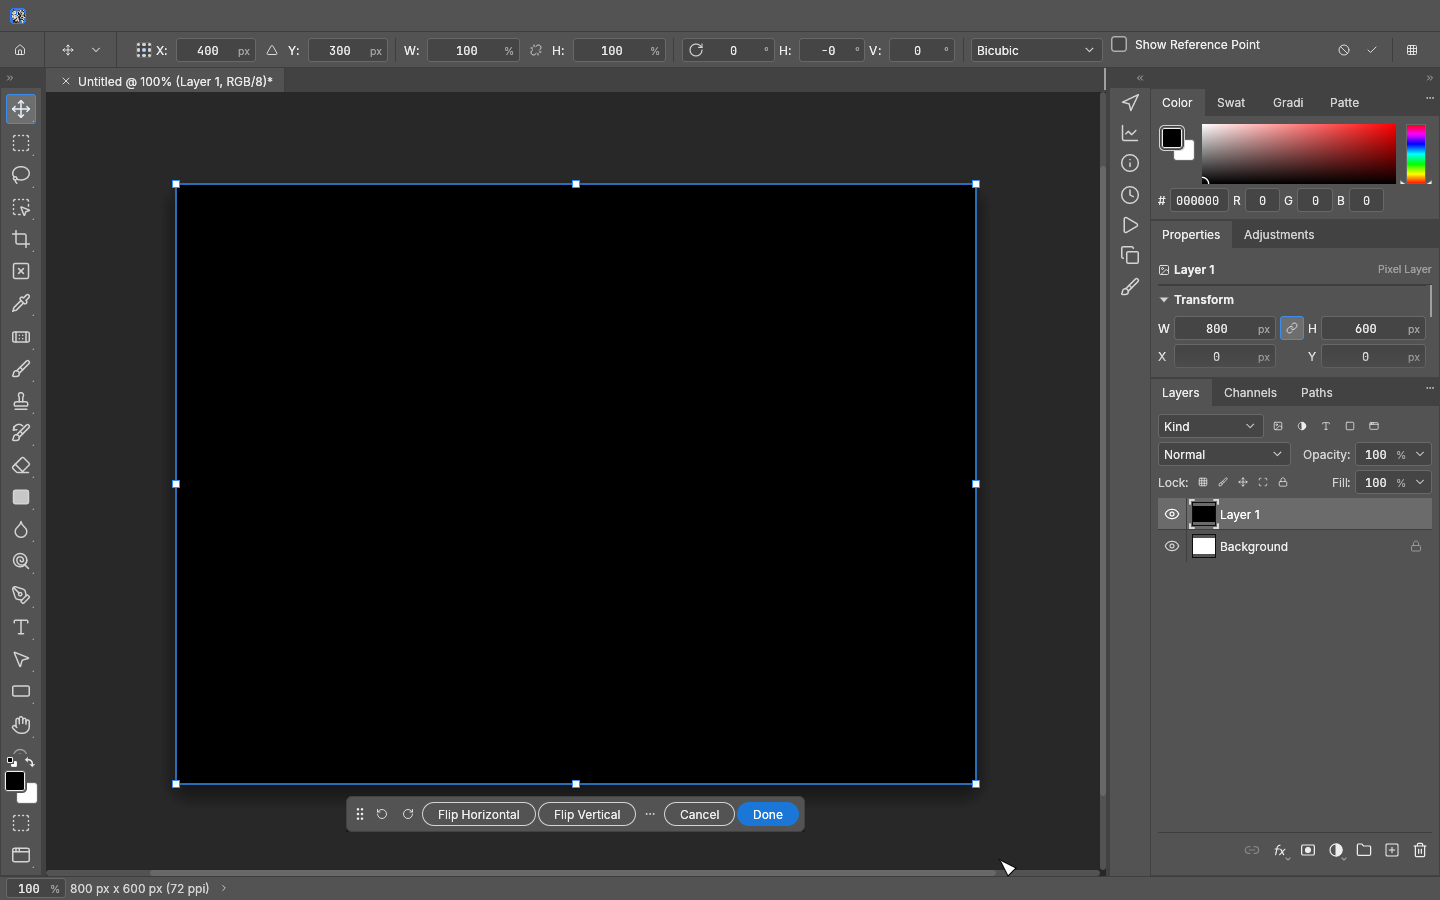 X: 400 px Y: 300 px W: 100 % H: 100 % 0 ° H: -0 ° V: 0 ° Bicubic Show Reference Point
Untitled @ 100% (Layer 1, RGB/8)*
Color Swat Gradi Patte
# 000000 R 0 G 0 B 0
Properties Adjustments
Layer 1 Pixel Layer
Transform
W 800 px H 600 px
X 0 px Y 0 px
Layers Channels Paths
Kind
Normal Opacity: 100 %
Lock: Fill: 100 %
Layer 1
Background
Flip Horizontal Flip Vertical ... Cancel Done
fx
100 % 800 px x 600 px (72 ppi)